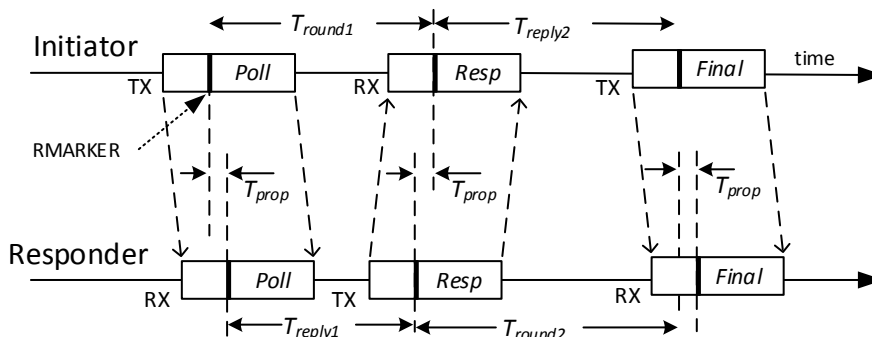 T_round1 T_reply2
Initiator
Poll Resp Final time
TX RX TX
RMARKER
T_prop T_prop T_prop
Responder
Poll Resp Final
RX TX RX
T_reply1 T_round2